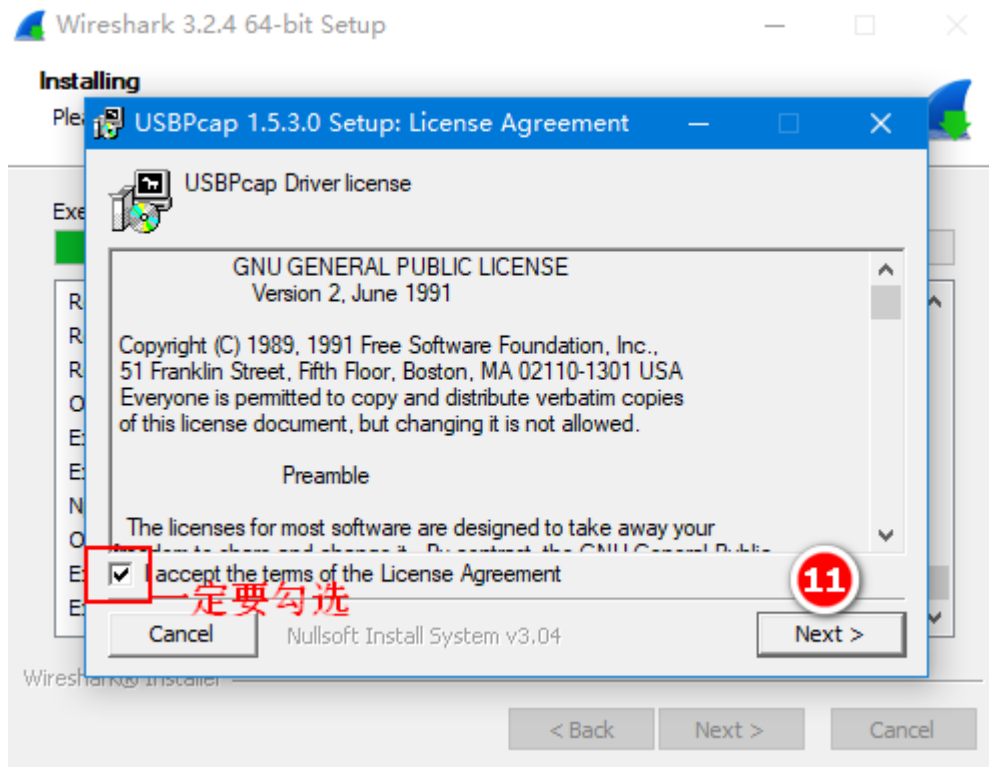 Wireshark 3.2.4 64-bit Setup
Installing
USBPcap 1.5.3.0 Setup: License Agreement
USBPcap Driver license
GNU GENERAL PUBLIC LICENSE
Version 2, June 1991
Copyright (C) 1989, 1991 Free Software Foundation, Inc.,
51 Franklin Street, Fifth Floor, Boston, MA 02110-1301 USA
Everyone is permitted to copy and distribute verbatim copies
of this license document, but changing it is not allowed.
Preamble
The licenses for most software are designed to take away your
I accept the terms of the License Agreement
一定要勾选
11
Cancel
Nullsoft Install System v3.04
Next >
< Back
Next >
Cancel